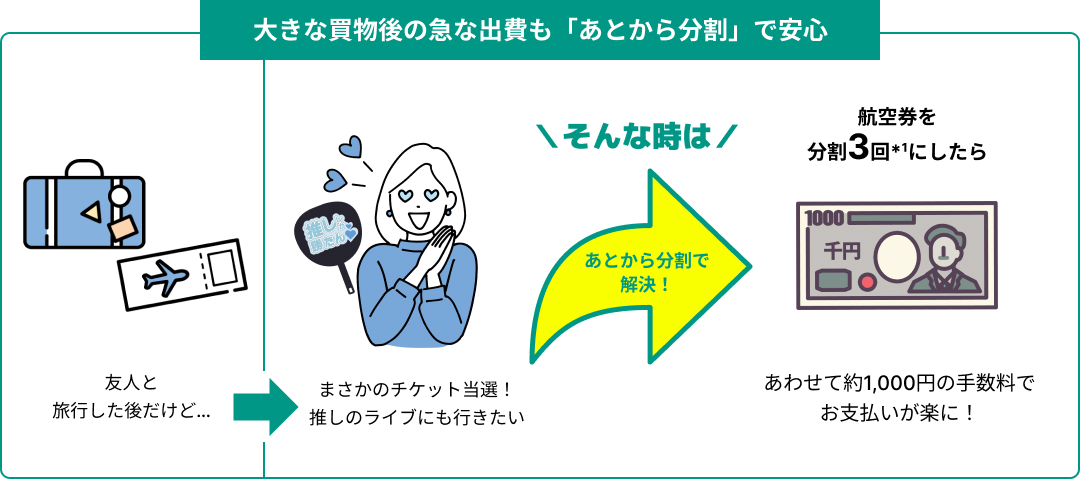 大きな買物後の急な出費も「あとから分割」で安心
友人と
旅行した後だけど...
推し
まさかのチケット当選！
推しのライブにも行きたい
そんな時は
あとから分割で
解決！
航空券を
分割3回*1にしたら
1000
千円
あわせて約1,000円の手数料で
お支払いが楽に！